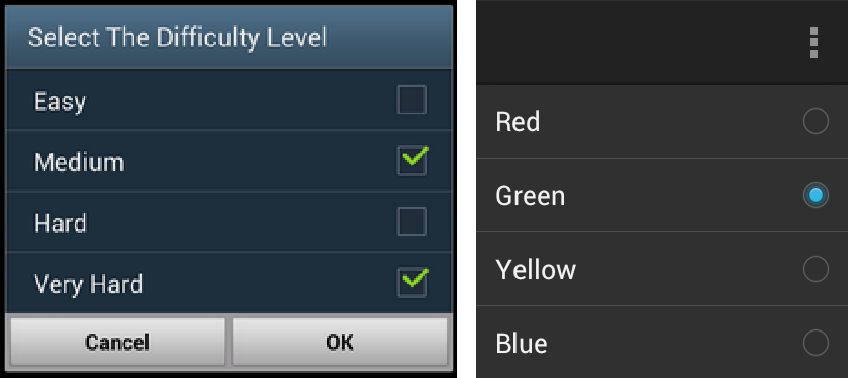 Select The Difficulty Level
Easy
Medium
Hard
Very Hard
Cancel
OK
Red
Green
Yellow
Blue